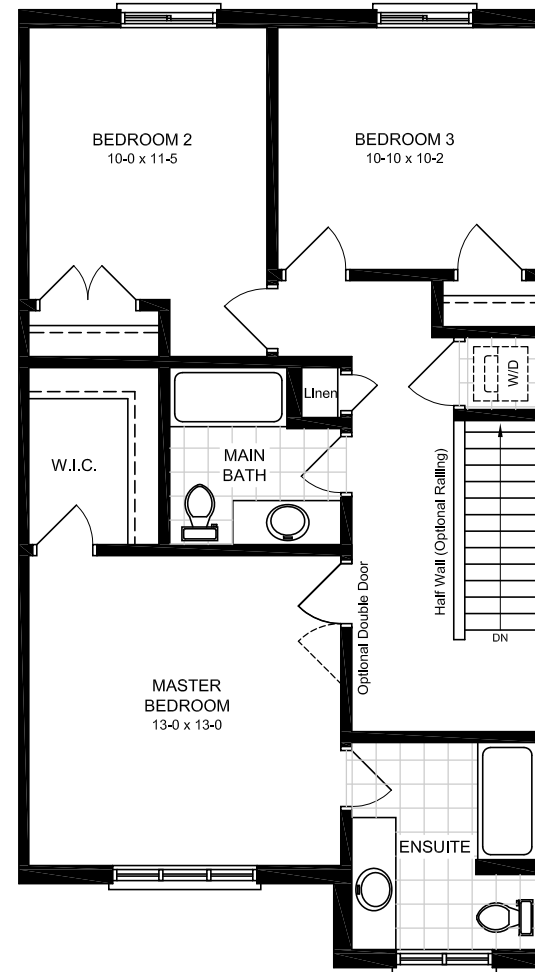 BEDROOM 2
10-0 x 11-5
BEDROOM 3
10-10 x 10-2
W/D
Linen
W.I.C.
MAIN
BATH
Half Wall (Optional Railing)
Optional Double Door
DN
MASTER
BEDROOM
13-0 x 13-0
ENSUITE